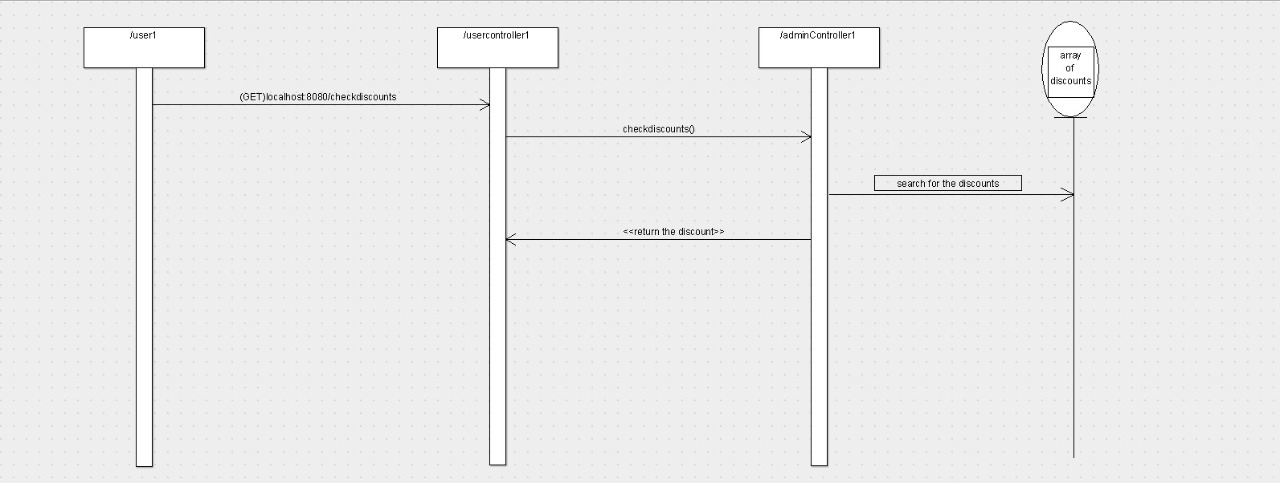 /user1
/usercontroller1
/adminController1
array
of
discounts
(GET)localhost:8080/checkdiscounts
checkdiscounts()
search for the discounts
<<return the discount>>